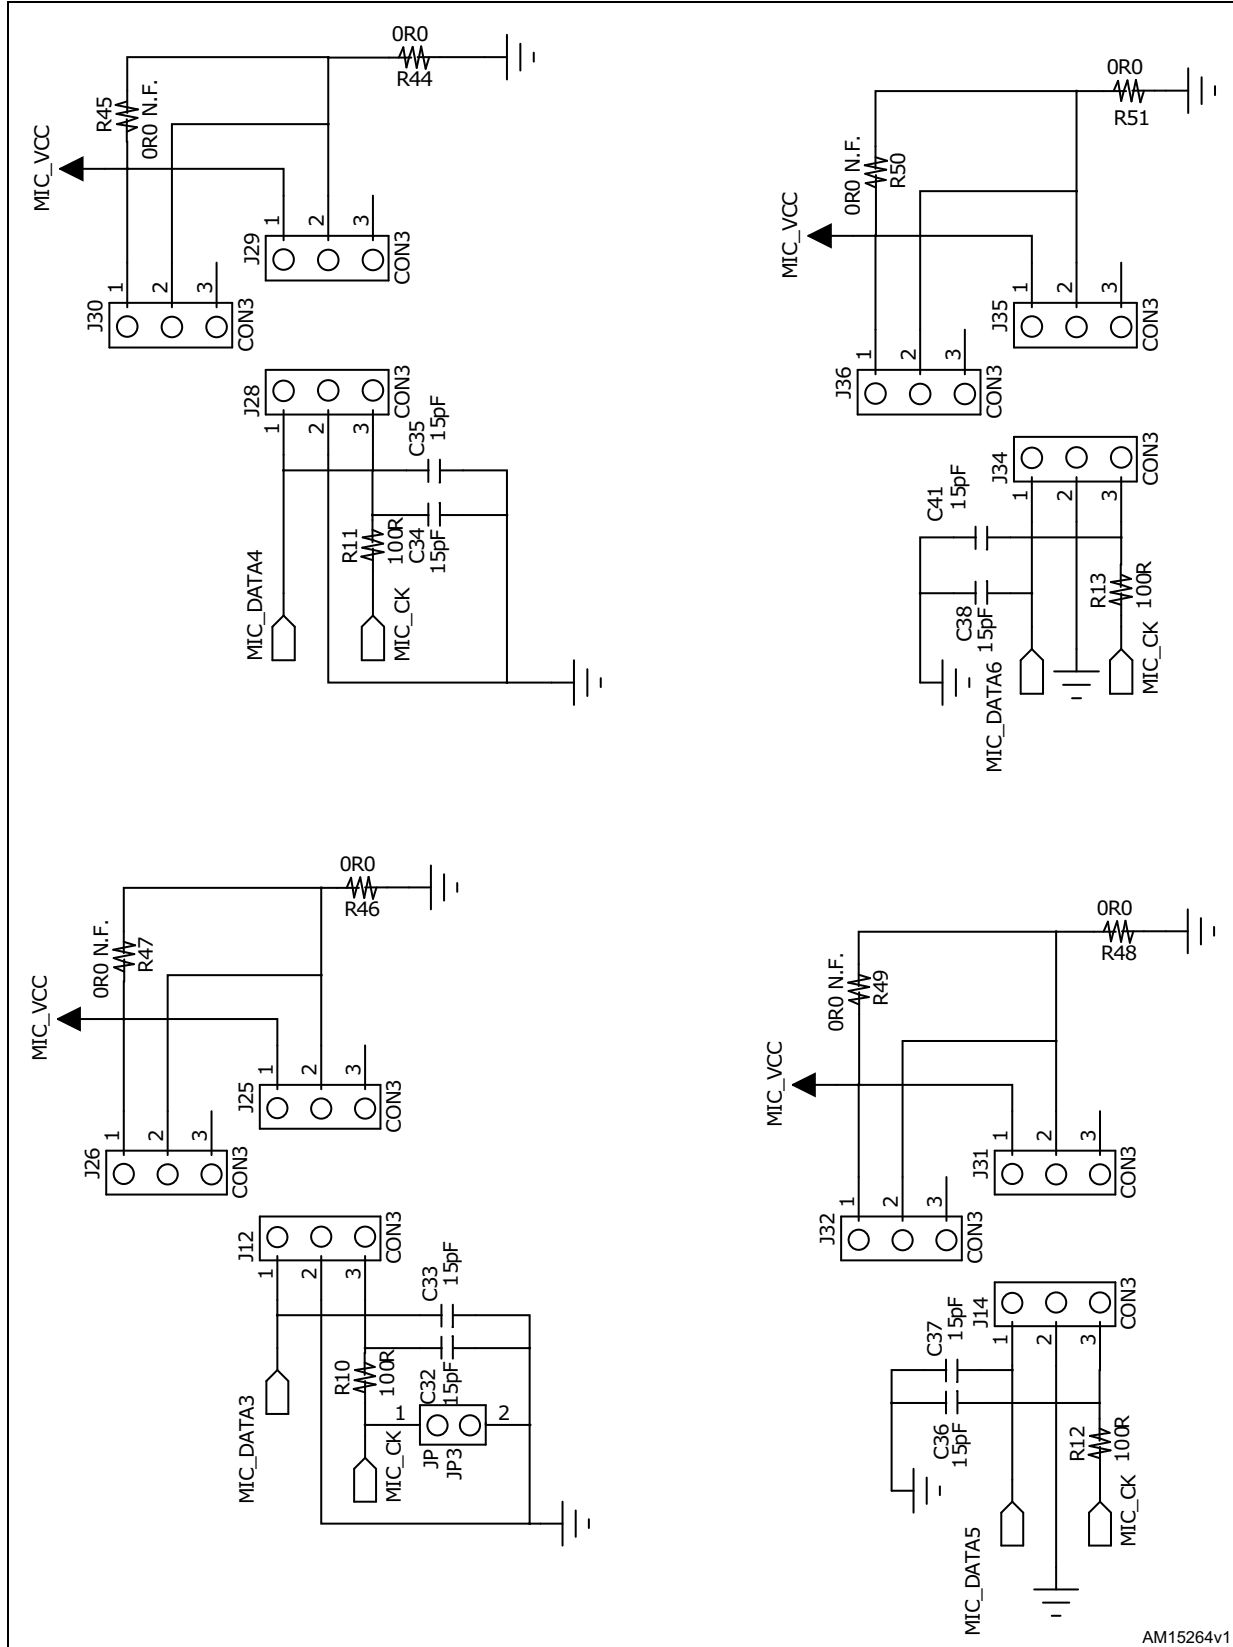 0R0
R44
R45
0R0 N.F.
MIC_VCC
1
2
3
J29
CON3
1
2
3
J30
CON3
J28
CON3
1
2
3
C35
15pF
R11
100R
C34
15pF
MIC_DATA4
MIC_CK
0R0
R51
0R0 N.F.
R50
MIC_VCC
1
2
3
J35
CON3
1
2
3
J36
CON3
J34
CON3
1
2
3
C41
15pF
C38
15pF
R13
100R
MIC_DATA6
MIC_CK
0R0
R46
0R0 N.F.
R47
MIC_VCC
1
2
3
J25
CON3
1
2
3
J26
CON3
J12
CON3
1
2
3
C33
15pF
R10
100R
C32
15pF
MIC_DATA3
MIC_CK
1
2
JP
JP3
0R0
R48
0R0 N.F.
R49
MIC_VCC
1
2
3
J31
CON3
1
2
3
J32
CON3
J14
CON3
1
2
3
C37
15pF
C36
15pF
R12
100R
MIC_DATA5
MIC_CK
AM15264v1